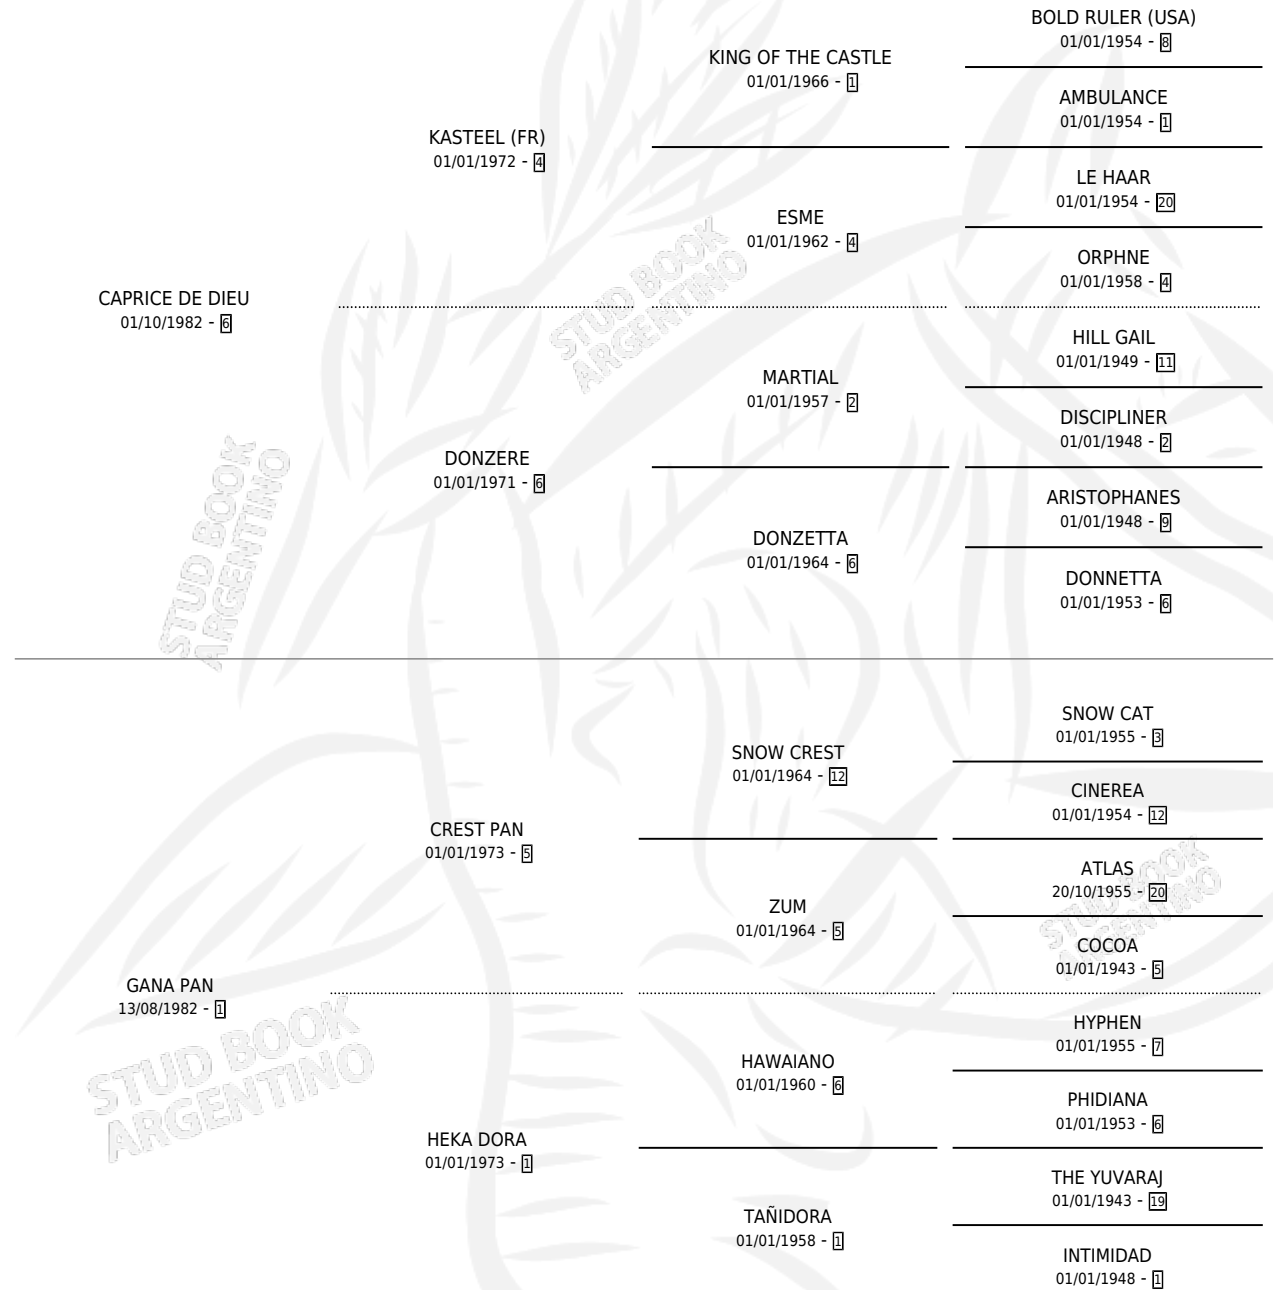 BOLD RULER (USA)
01/01/1954 - 8
KING OF THE CASTLE
01/01/1966 - 1
AMBULANCE
01/01/1954 - 1
KASTEEL (FR)
01/01/1972 - 4
LE HAAR
01/01/1954 - 20
ESME
01/01/1962 - 4
ORPHNE
01/01/1958 - 4
CAPRICE DE DIEU
01/10/1982 - 6
HILL GAIL
01/01/1949 - 11
MARTIAL
01/01/1957 - 2
DISCIPLINER
01/01/1948 - 2
DONZERE
01/01/1971 - 6
ARISTOPHANES
01/01/1948 - 9
DONZETTA
01/01/1964 - 6
DONNETTA
01/01/1953 - 6
STUD BOOK
ARGENTINO
STUD BOOK
ARGENTINO
SNOW CAT
01/01/1955 - 3
SNOW CREST
01/01/1964 - 12
CINEREA
01/01/1954 - 12
CREST PAN
01/01/1973 - 5
ATLAS
20/10/1955 - 20
ZUM
01/01/1964 - 5
COCOA
01/01/1943 - 5
STUD BOOK
ARGENTINO
GANA PAN
13/08/1982 - 1
HYPHEN
01/01/1955 - 7
HAWAIANO
01/01/1960 - 6
PHIDIANA
01/01/1953 - 6
STUD BOOK
ARGENTINO
HEKA DORA
01/01/1973 - 1
THE YUVARAJ
01/01/1943 - 19
TAÑIDORA
01/01/1958 - 1
INTIMIDAD
01/01/1948 - 1